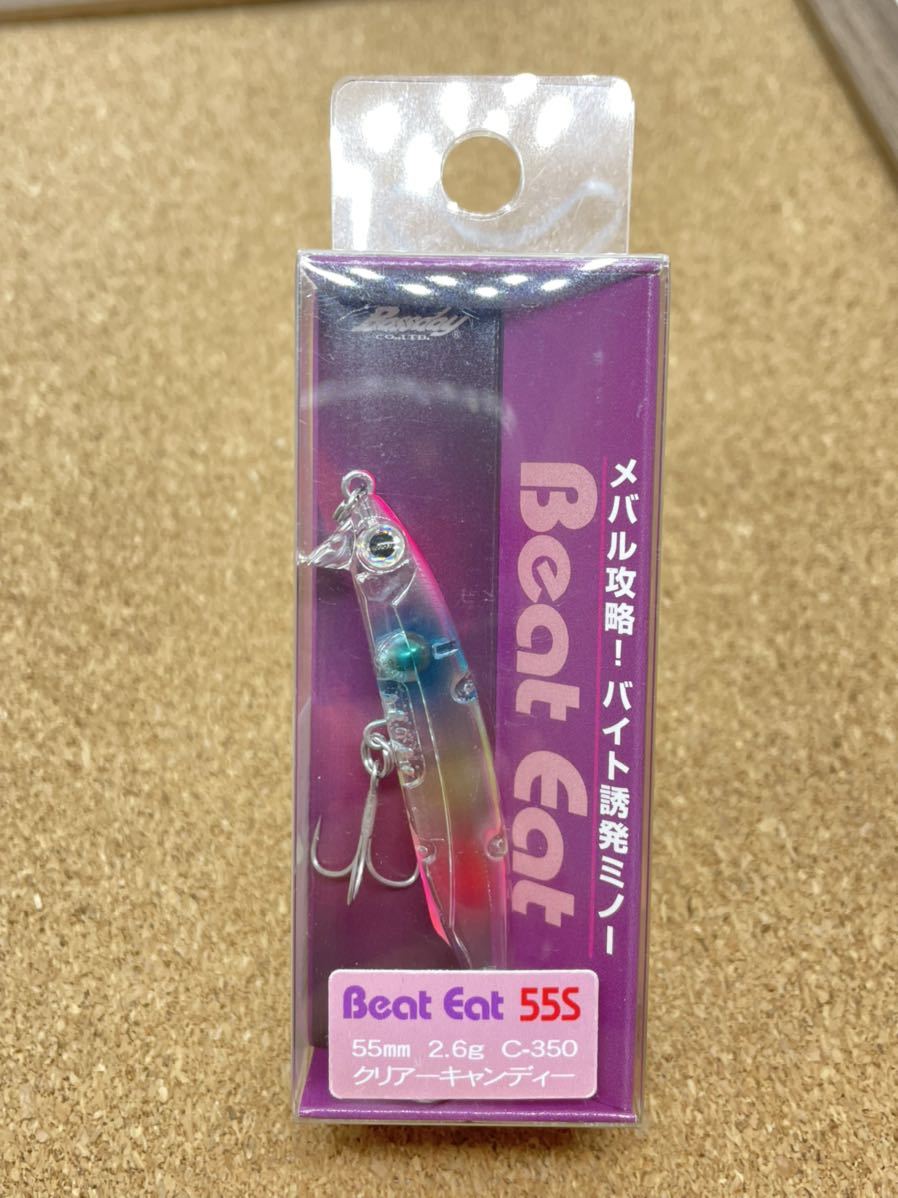 Bassday
CO.,LTD.
メバル攻略！バイト誘発ミノー
Beat Eat
Beat Eat 55S
55mm 2.6g C-350
クリアーキャンディー